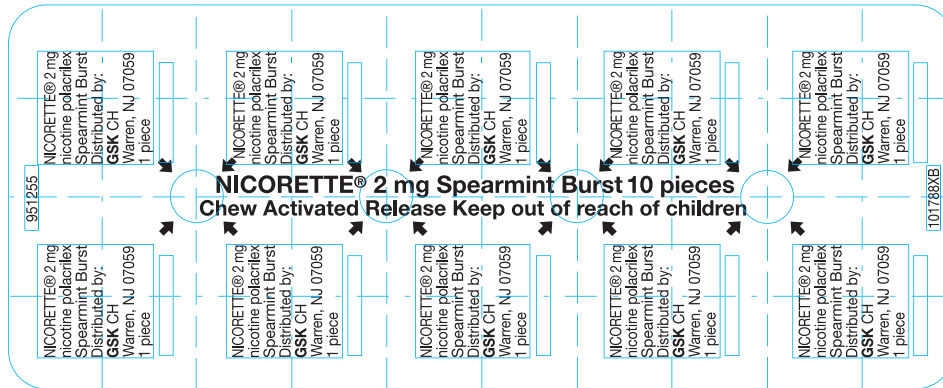 NICORETTE® 2 mg
nicotine polacrilex
Spearmint Burst
Distributed by:
GSK CH
Warren, NJ 07059
1 piece
NICORETTE® 2 mg
nicotine polacrilex
Spearmint Burst
Distributed by:
GSK CH
Warren, NJ 07059
1 piece
NICORETTE® 2 mg
nicotine polacrilex
Spearmint Burst
Distributed by:
GSK CH
Warren, NJ 07059
1 piece
NICORETTE® 2 mg
nicotine polacrilex
Spearmint Burst
Distributed by:
GSK CH
Warren, NJ 07059
1 piece
NICORETTE® 2 mg
nicotine polacrilex
Spearmint Burst
Distributed by:
GSK CH
Warren, NJ 07059
1 piece
951255
NICORETTE® 2 mg Spearmint Burst 10 pieces
Chew Activated Release Keep out of reach of children
101788XB
NICORETTE® 2 mg
nicotine polacrilex
Spearmint Burst
Distributed by:
GSK CH
Warren, NJ 07059
1 piece
NICORETTE® 2 mg
nicotine polacrilex
Spearmint Burst
Distributed by:
GSK CH
Warren, NJ 07059
1 piece
NICORETTE® 2 mg
nicotine polacrilex
Spearmint Burst
Distributed by:
GSK CH
Warren, NJ 07059
1 piece
NICORETTE® 2 mg
nicotine polacrilex
Spearmint Burst
Distributed by:
GSK CH
Warren, NJ 07059
1 piece
NICORETTE® 2 mg
nicotine polacrilex
Spearmint Burst
Distributed by:
GSK CH
Warren, NJ 07059
1 piece